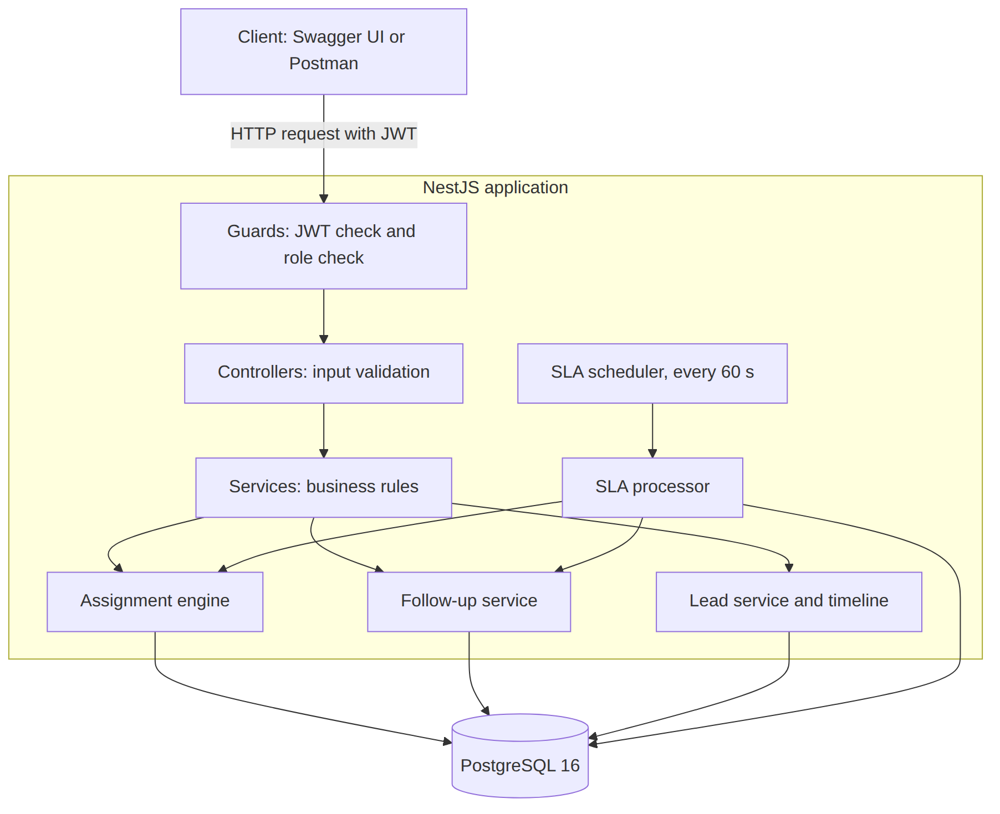 Client: Swagger UI or
Postman
HTTP request with JWT
NestJS application
Guards: JWT check and
role check
Controllers: input validation
SLA scheduler, every 60 s
Services: business rules
SLA processor
Assignment engine
Follow-up service
Lead service and timeline
PostgreSQL 16